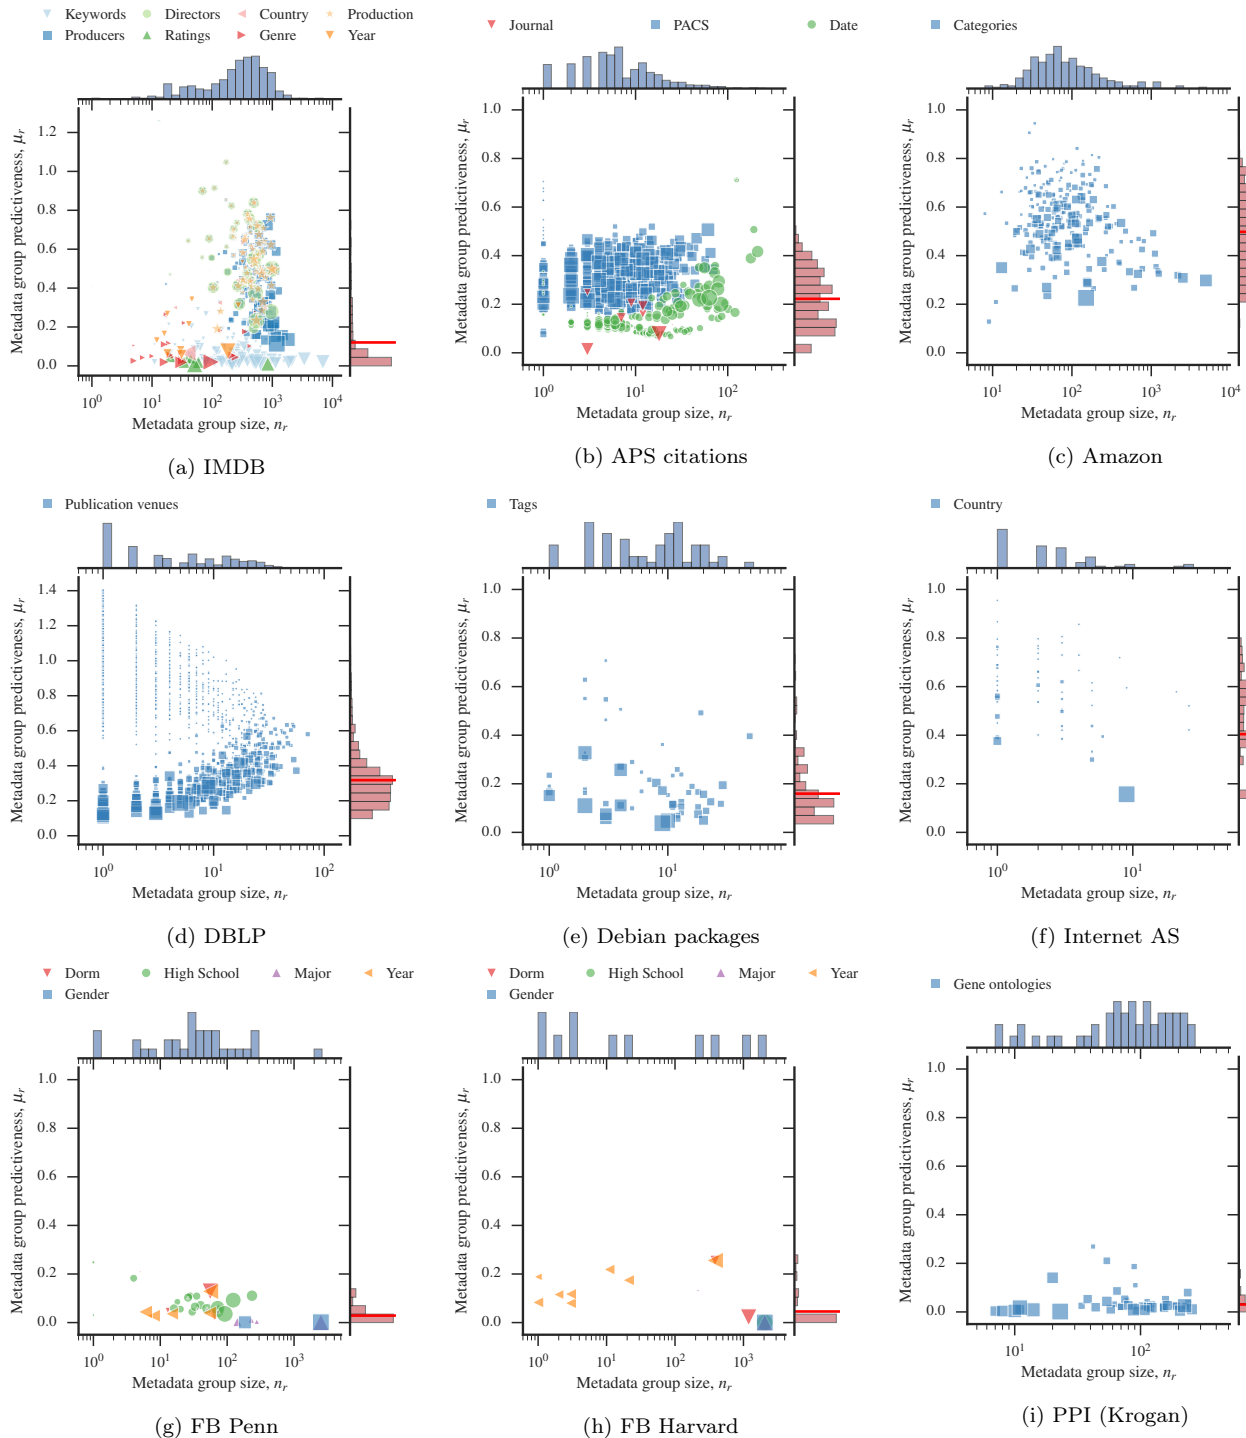 Keywords Directors Country Production
Producers Ratings Genre Year
Metadata group predictiveness, μr
1.2
1.0
0.8
0.6
0.4
0.2
0.0
10^0 10^1 10^2 10^3 10^4
Metadata group size, nr
(a) IMDB
Journal PACS Date
Metadata group predictiveness, μr
1.0
0.8
0.6
0.4
0.2
0.0
10^0 10^1 10^2
Metadata group size, nr
(b) APS citations
Categories
Metadata group predictiveness, μr
1.0
0.8
0.6
0.4
0.2
0.0
10^1 10^2 10^3 10^4
Metadata group size, nr
(c) Amazon
Publication venues
Metadata group predictiveness, μr
1.4
1.2
1.0
0.8
0.6
0.4
0.2
0.0
10^0 10^1 10^2
Metadata group size, nr
(d) DBLP
Tags
Metadata group predictiveness, μr
1.0
0.8
0.6
0.4
0.2
0.0
10^0 10^1
Metadata group size, nr
(e) Debian packages
Country
Metadata group predictiveness, μr
1.0
0.8
0.6
0.4
0.2
0.0
10^0 10^1
Metadata group size, nr
(f) Internet AS
Dorm High School Major Year
Gender
Metadata group predictiveness, μr
1.0
0.8
0.6
0.4
0.2
0.0
10^0 10^1 10^2 10^3
Metadata group size, nr
(g) FB Penn
Dorm High School Major Year
Gender
Metadata group predictiveness, μr
1.0
0.8
0.6
0.4
0.2
0.0
10^0 10^1 10^2 10^3
Metadata group size, nr
(h) FB Harvard
Gene ontologies
Metadata group predictiveness, μr
1.0
0.8
0.6
0.4
0.2
0.0
10^1 10^2
Metadata group size, nr
(i) PPI (Krogan)